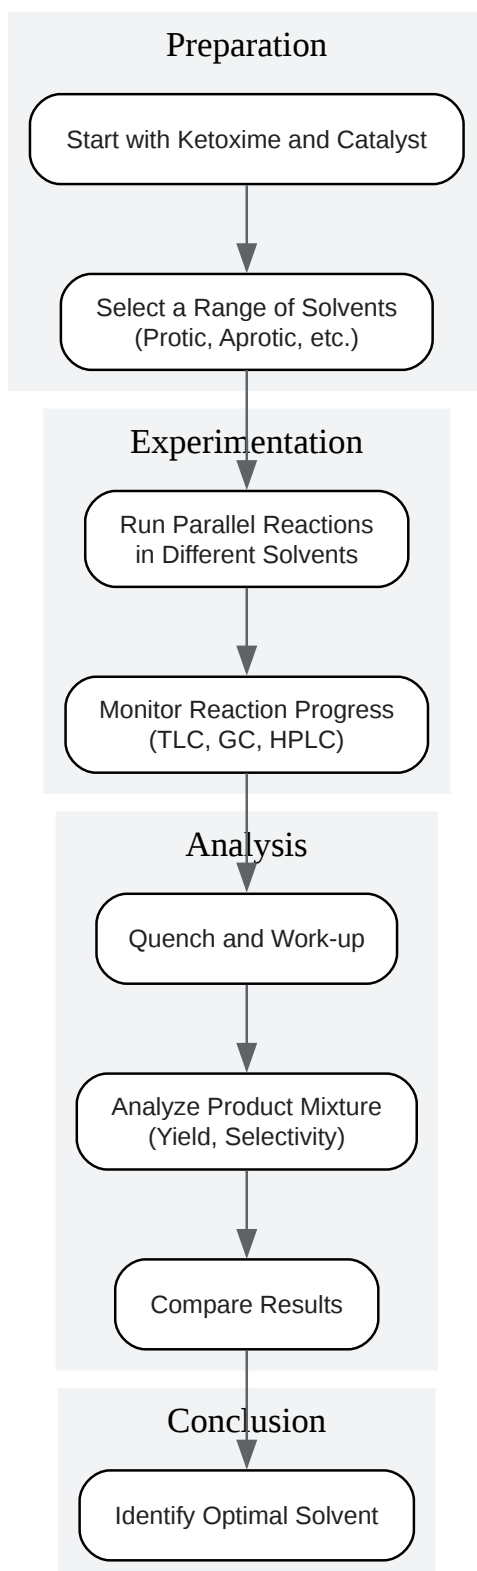 Preparation
Start with Ketoxime and Catalyst
Select a Range of Solvents
(Protic, Aprotic, etc.)
Experimentation
Run Parallel Reactions
in Different Solvents
Monitor Reaction Progress
(TLC, GC, HPLC)
Analysis
Quench and Work-up
Analyze Product Mixture
(Yield, Selectivity)
Compare Results
Conclusion
Identify Optimal Solvent